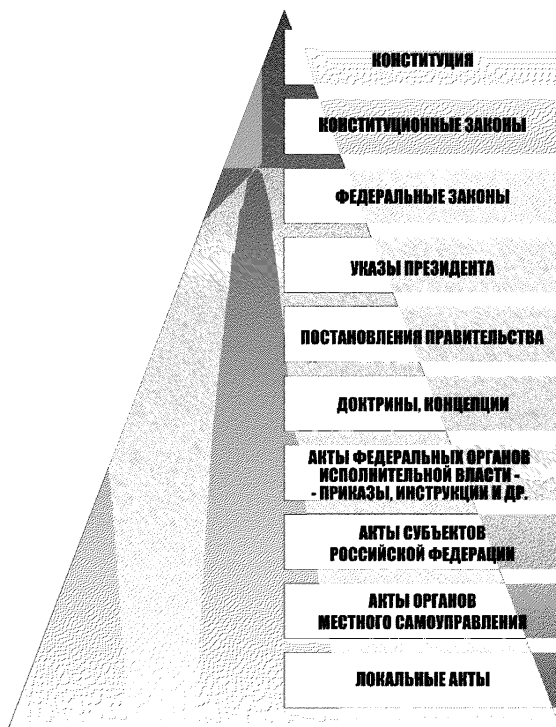 КОНСТИТУЦИЯ
КОНСТИТУЦИОННЫЕ ЗАКОНЫ
ФЕДЕРАЛЬНЫЕ ЗАКОНЫ
УКАЗЫ ПРЕЗИДЕНТА
ПОСТАНОВЛЕНИЯ ПРАВИТЕЛЬСТВА
ДОКТРИНЫ, КОНЦЕПЦИИ
АКТЫ ФЕДЕРАЛЬНЫХ ОРГАНОВ
ИСПОЛНИТЕЛЬНОЙ ВЛАСТИ -
- ПРИКАЗЫ, ИНСТРУКЦИИ И ДР.
АКТЫ СУБЪЕКТОВ
РОССИЙСКОЙ ФЕДЕРАЦИИ
АКТЫ ОРГАНОВ
МЕСТНОГО САМОУПРАВЛЕНИЯ
ЛОКАЛЬНЫЕ АКТЫ